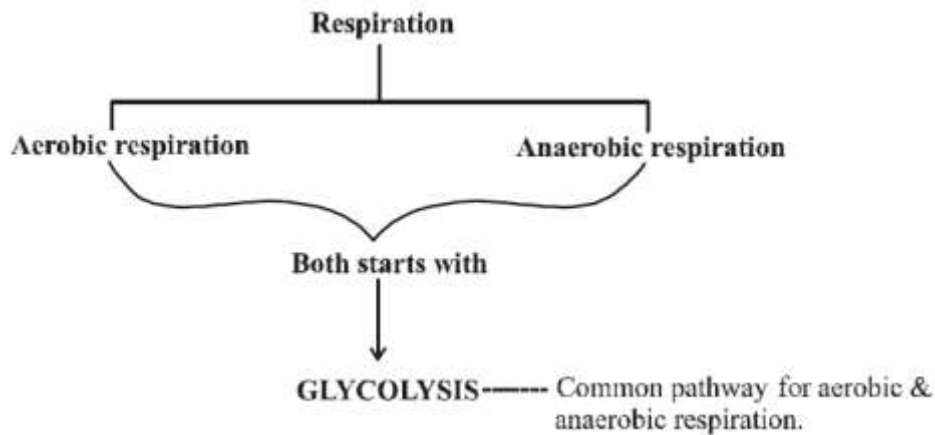 Respiration
Aerobic respiration
Anaerobic respiration
Both starts with
GLYCOLYSIS
Common pathway for aerobic &
anaerobic respiration.